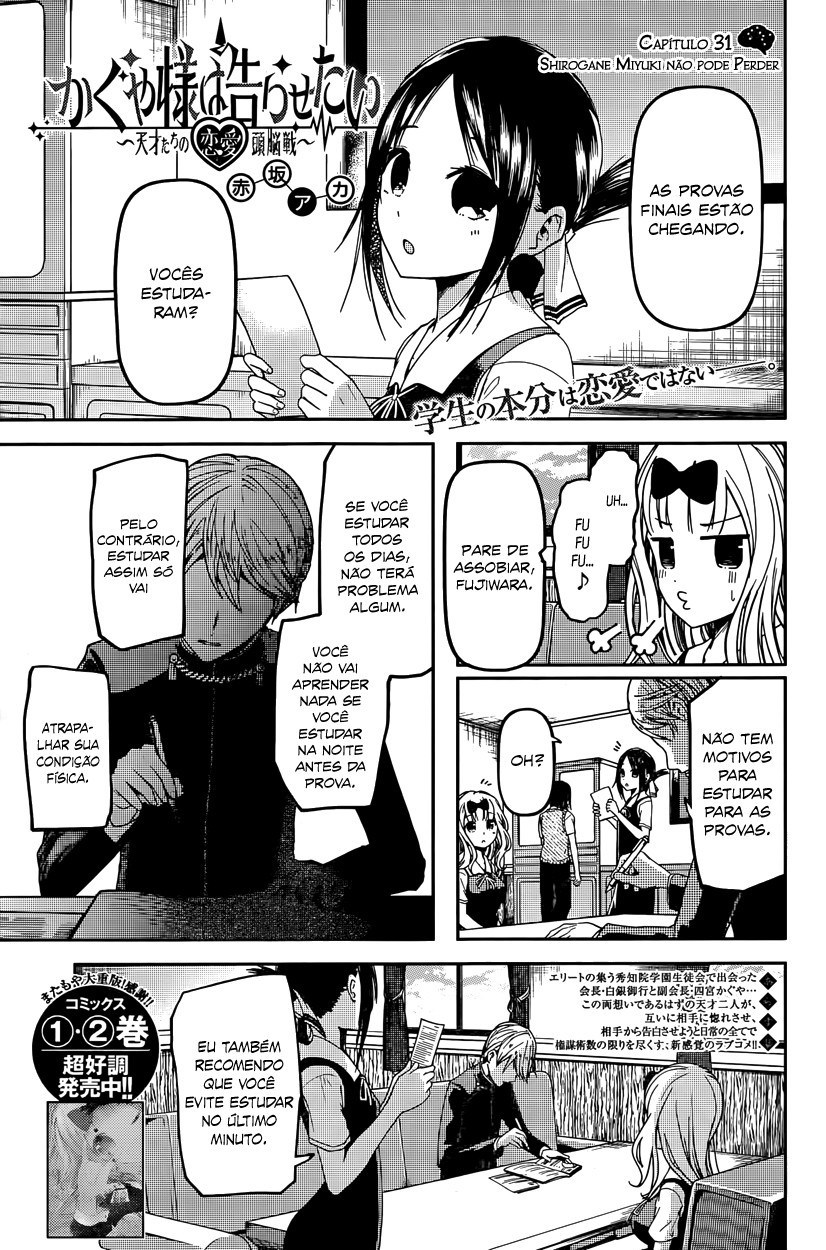 CAPÍTULO 31
SHIROGANE MIYUKI NÃO PODE PERDER
かぐや様は告らせたい
〜天才たちの恋愛頭脳戦〜
赤坂アカ
AS PROVAS
FINAIS ESTÃO
CHEGANDO.
VOCÊS
ESTUDA-
RAM?
学生の本分は恋愛ではない――。
UH...
FU
FU
FU...
♪
PARE DE
ASSOBIAR,
FUJIWARA.
NÃO TEM
MOTIVOS
PARA
ESTUDAR
PARA AS
PROVAS.
OH?
SE VOCÊ
ESTUDAR
TODOS
OS DIAS,
NÃO TERÁ
PROBLEMA
ALGUM.
VOCÊ
NÃO VAI
APRENDER
NADA SE
VOCÊ
ESTUDAR
NA NOITE
ANTES DA
PROVA.
PELO
CONTRÁRIO,
ESTUDAR
ASSIM SÓ
VAI
ATRAPA-
LHAR SUA
CONDIÇÃO
FÍSICA.
エリートの集う秀知院学園生徒会で出会った
会長・白銀御行と副会長・四宮かぐや…
この両想いであるはずの天才二人が、
互いに相手に惚れさせ、
相手から告白させようと日常の全てで
権謀術数の限りを尽くす、新感覚のラブコメ!!
あらすじ
またもや大重版!感謝!!
コミックス
①・②巻
超好調
発売中!!
EU TAMBÉM
RECOMENDO
QUE VOCÊ
EVITE ESTUDAR
NO ÚLTIMO
MINUTO.